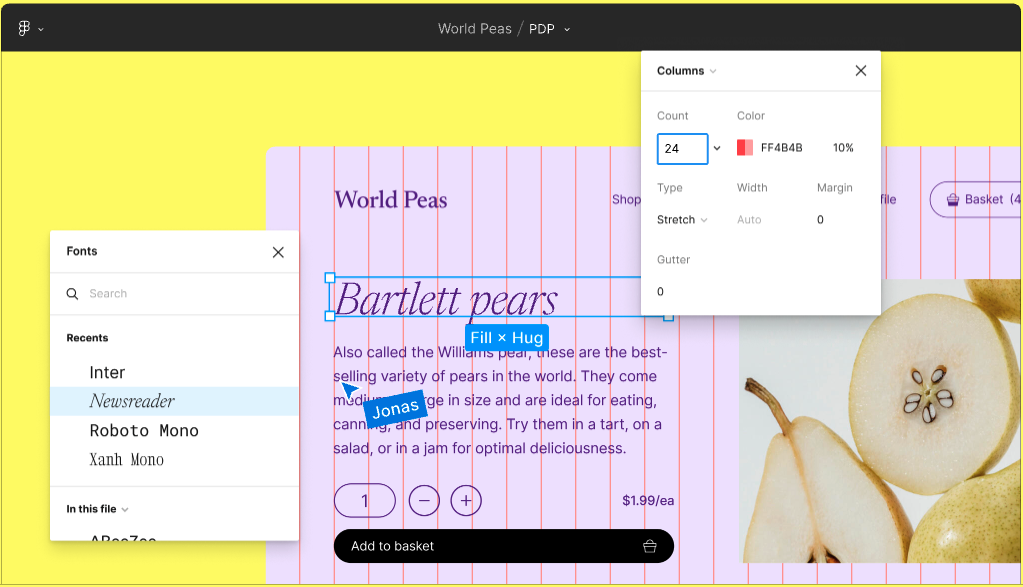 World Peas / PDP
Columns
Count
Color
24
FF4B4B
10%
Type
Width
Margin
Stretch
Auto
0
Gutter
0
World Peas
Shop
file
Basket (4
Fonts
Search
Recents
Inter
Newsreader
Roboto Mono
Xanh Mono
In this file
Bartlett pears
Fill × Hug
Also called the Williams pear, these are the best-
selling variety of pears in the world. They come
in size and are ideal for eating,
canning, and preserving. Try them in a tart, on a
salad, or in a jam for optimal deliciousness.
Jonas
1
−
+
$1.99/ea
Add to basket